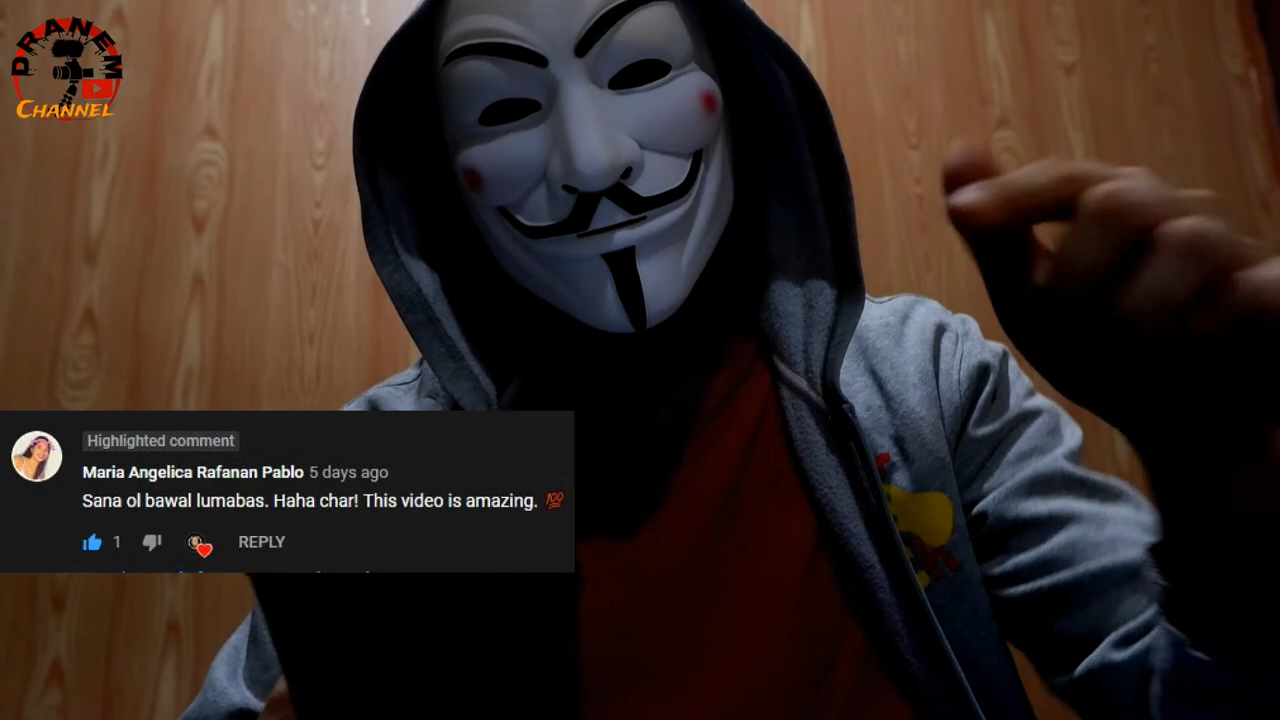 PRANEM
CHANNEL
Highlighted comment
Maria Angelica Rafanan Pablo 5 days ago
Sana ol bawal lumabas. Haha char! This video is amazing. 💯
1
REPLY